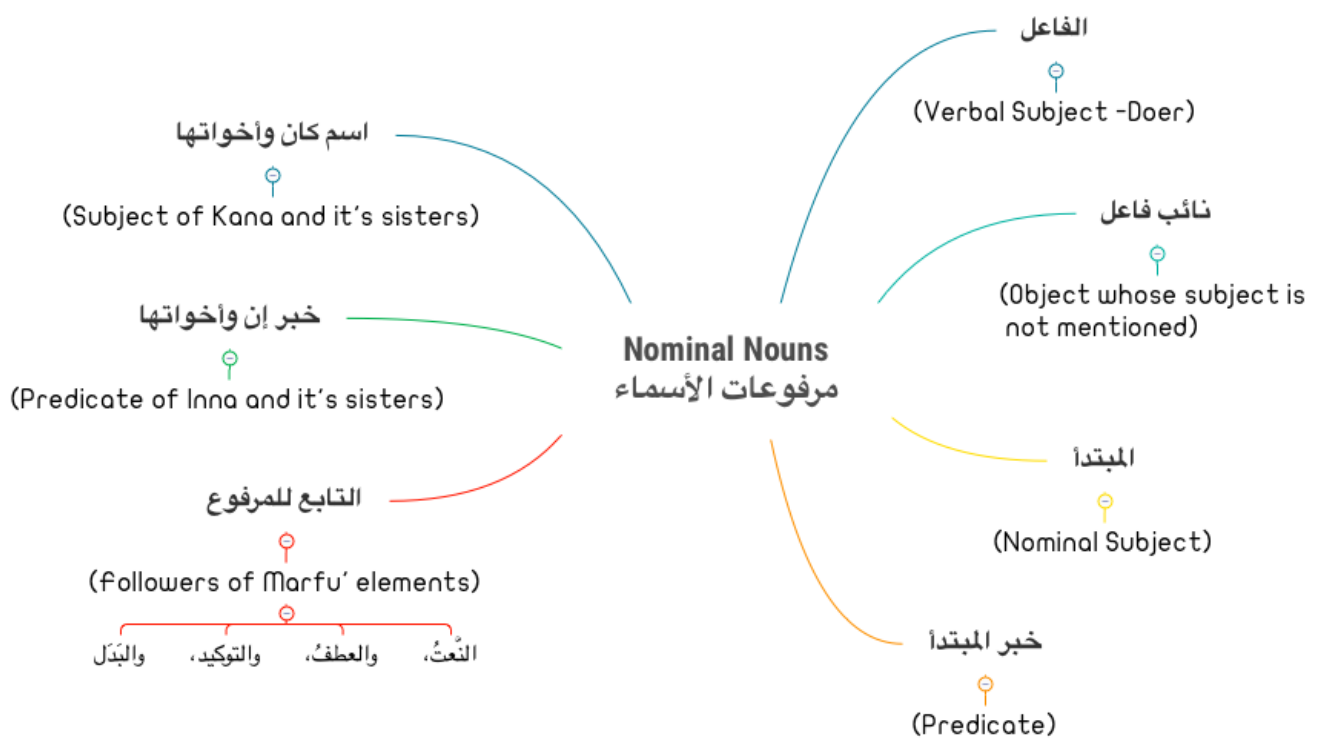 Nominal Nouns
مرفوعات الأسماء
الفاعل
(Verbal Subject -Doer)
نائب فاعل
(Object whose subject is
not mentioned)
المبتدأ
(Nominal Subject)
خبر المبتدأ
(Predicate)
اسم كان وأخواتها
(Subject of Kana and it's sisters)
خبر إن وأخواتها
(Predicate of Inna and it's sisters)
التابع للمرفوع
(Followers of Marfu' elements)
النَّعتُ، والعطفُ، والتوكيد، والبَدَل